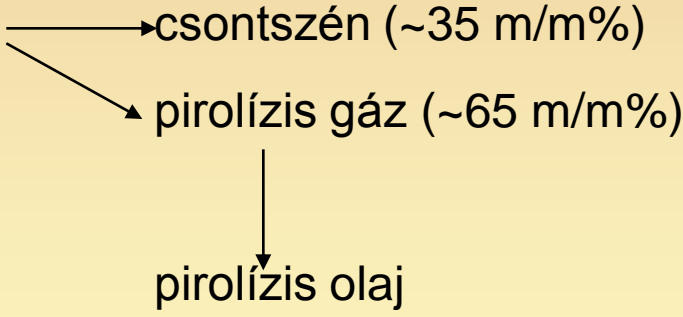 csontszén (~35 m/m%)
pirolízis gáz (~65 m/m%)
pirolízis olaj